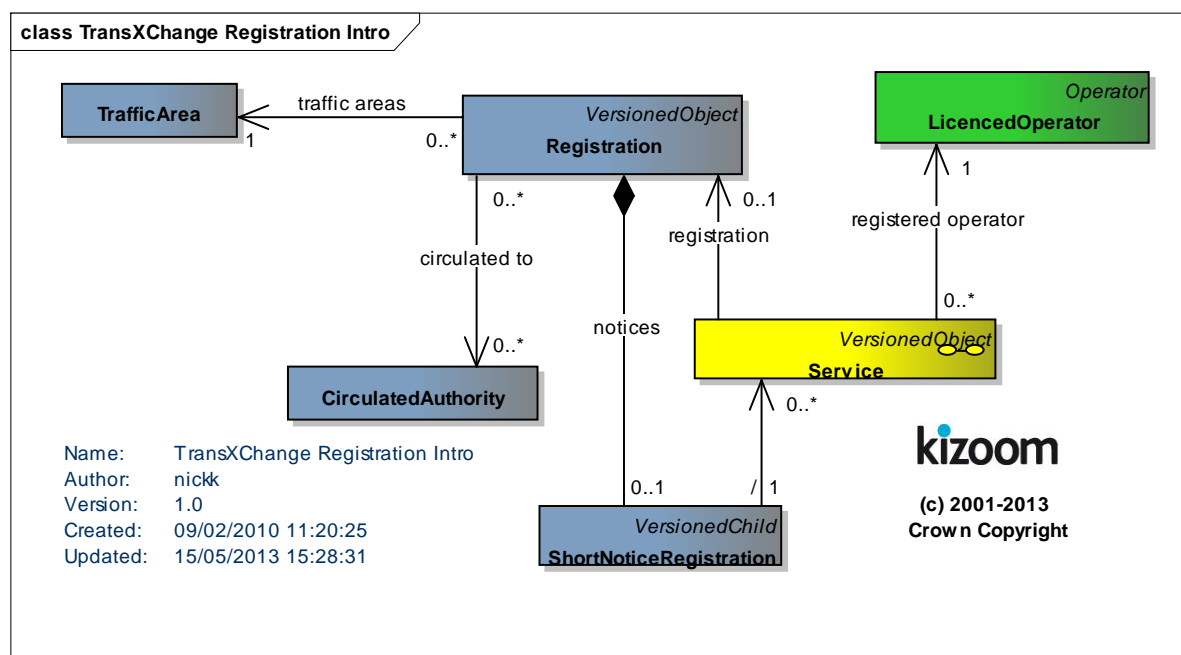 class TransXChange Registration Intro
TrafficArea
traffic areas
1
0..*
VersionedObject
Registration
Operator
LicencedOperator
0..*
0..1
1
registration
registered operator
circulated to
notices
0..*
0..*
VersionedObject
Service
CirculatedAuthority
0..*
Name: TransXChange Registration Intro
Author: nickk
Version: 1.0
Created: 09/02/2010 11:20:25
Updated: 15/05/2013 15:28:31
0..1
/ 1
VersionedChild
ShortNoticeRegistration
kizoom
(c) 2001-2013
Crown Copyright